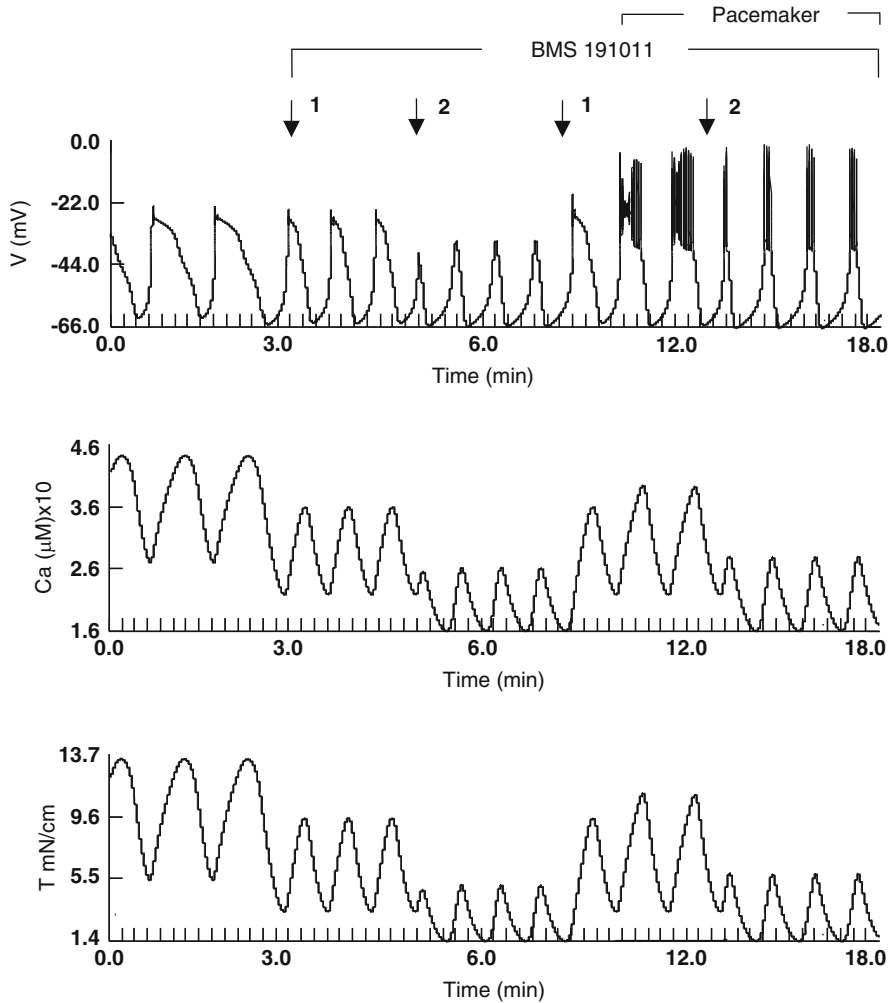 Pacemaker
BMS 191011
1 2 1 2
0.0
-22.0
-44.0
-66.0
V (mV)
0.0 3.0 6.0 12.0 18.0
Time (min)
4.6
3.6
2.6
1.6
Ca (μM)x10
0.0 3.0 6.0 12.0 18.0
Time (min)
13.7
9.6
5.5
1.4
T mN/cm
0.0 3.0 6.0 12.0 18.0
Time (min)